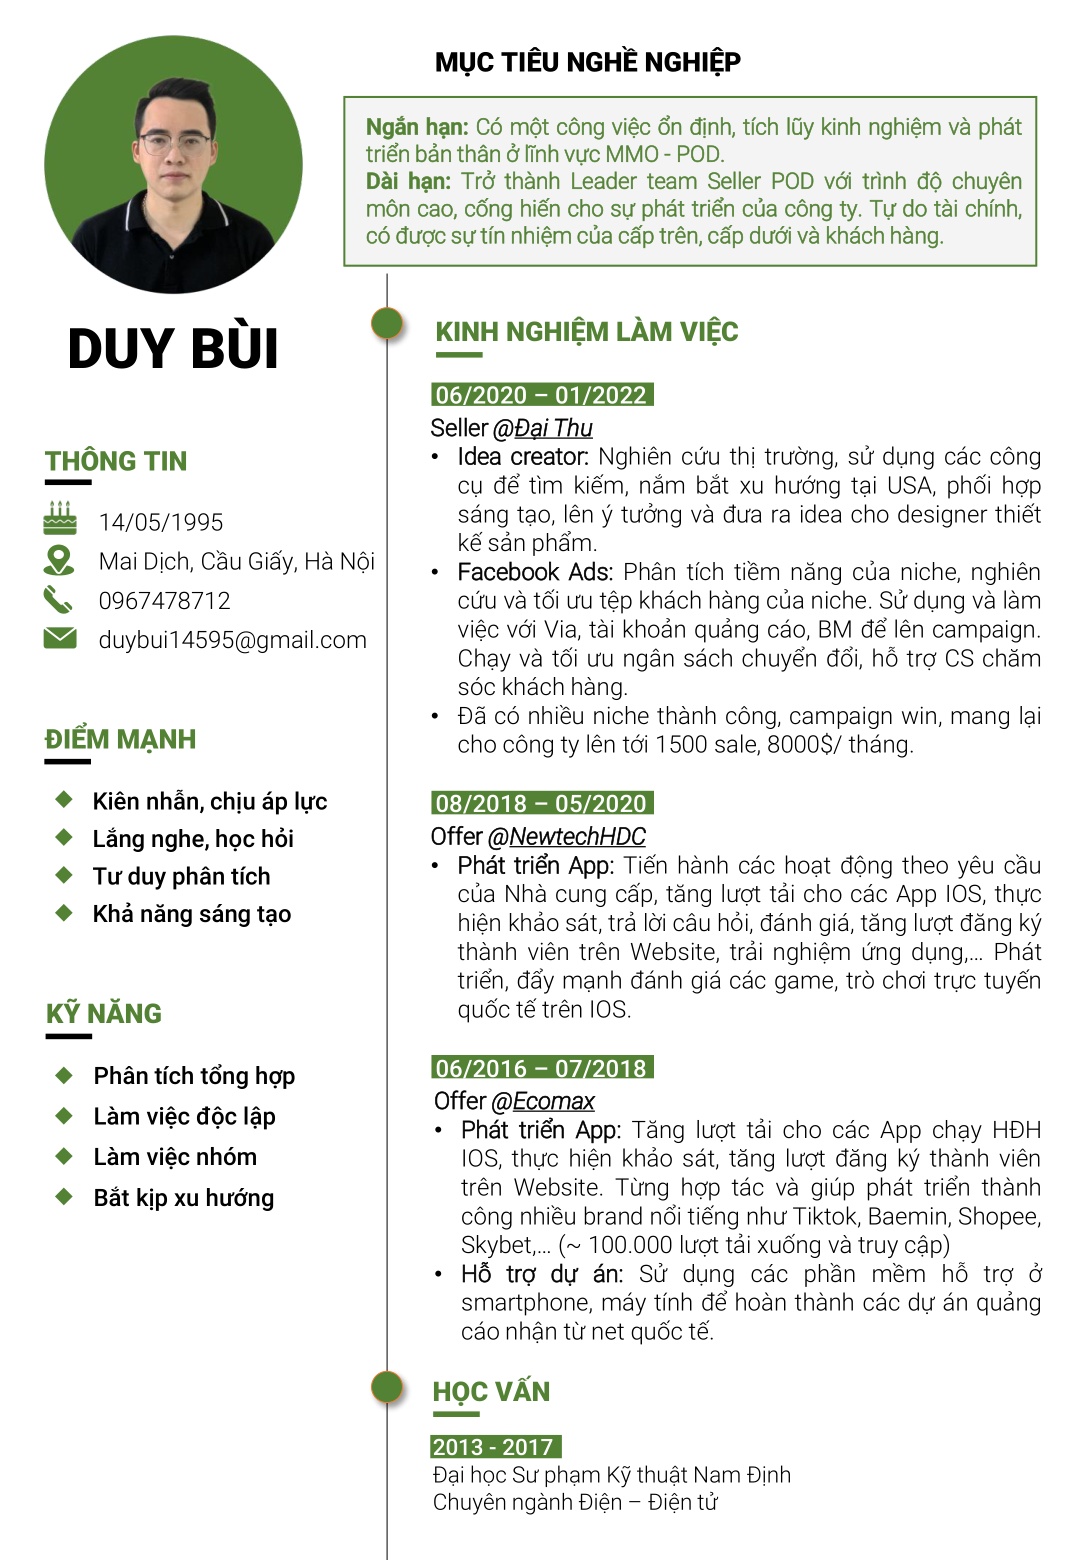 MỤC TIÊU NGHỀ NGHIỆP
Ngắn hạn: Có một công việc ổn định, tích lũy kinh nghiệm và phát
triển bản thân ở lĩnh vực MMO - POD.
Dài hạn: Trở thành Leader team Seller POD với trình độ chuyên
môn cao, cống hiến cho sự phát triển của công ty. Tự do tài chính,
có được sự tín nhiệm của cấp trên, cấp dưới và khách hàng.
DUY BÙI
THÔNG TIN
14/05/1995
Mai Dịch, Cầu Giấy, Hà Nội
0967478712
duybui14595@gmail.com
ĐIỂM MẠNH
Kiên nhẫn, chịu áp lực
Lắng nghe, học hỏi
Tư duy phân tích
Khả năng sáng tạo
KỸ NĂNG
Phân tích tổng hợp
Làm việc độc lập
Làm việc nhóm
Bắt kịp xu hướng
KINH NGHIỆM LÀM VIỆC
06/2020 – 01/2022
Seller @Đại Thu
• Idea creator: Nghiên cứu thị trường, sử dụng các công
cụ để tìm kiếm, nắm bắt xu hướng tại USA, phối hợp
sáng tạo, lên ý tưởng và đưa ra idea cho designer thiết
kế sản phẩm.
• Facebook Ads: Phân tích tiềm năng của niche, nghiên
cứu và tối ưu tệp khách hàng của niche. Sử dụng và làm
việc với Via, tài khoản quảng cáo, BM để lên campaign.
Chạy và tối ưu ngân sách chuyển đổi, hỗ trợ CS chăm
sóc khách hàng.
• Đã có nhiều niche thành công, campaign win, mang lại
cho công ty lên tới 1500 sale, 8000$/ tháng.
08/2018 – 05/2020
Offer @NewtechHDC
• Phát triển App: Tiến hành các hoạt động theo yêu cầu
của Nhà cung cấp, tăng lượt tải cho các App IOS, thực
hiện khảo sát, trả lời câu hỏi, đánh giá, tăng lượt đăng ký
thành viên trên Website, trải nghiệm ứng dụng,... Phát
triển, đẩy mạnh đánh giá các game, trò chơi trực tuyến
quốc tế trên IOS.
06/2016 – 07/2018
Offer @Ecomax
• Phát triển App: Tăng lượt tải cho các App chạy HĐH
IOS, thực hiện khảo sát, tăng lượt đăng ký thành viên
trên Website. Từng hợp tác và giúp phát triển thành
công nhiều brand nổi tiếng như Tiktok, Baemin, Shopee,
Skybet,... (~ 100.000 lượt tải xuống và truy cập)
• Hỗ trợ dự án: Sử dụng các phần mềm hỗ trợ ở
smartphone, máy tính để hoàn thành các dự án quảng
cáo nhận từ net quốc tế.
HỌC VẤN
2013 - 2017
Đại học Sư phạm Kỹ thuật Nam Định
Chuyên ngành Điện – Điện tử